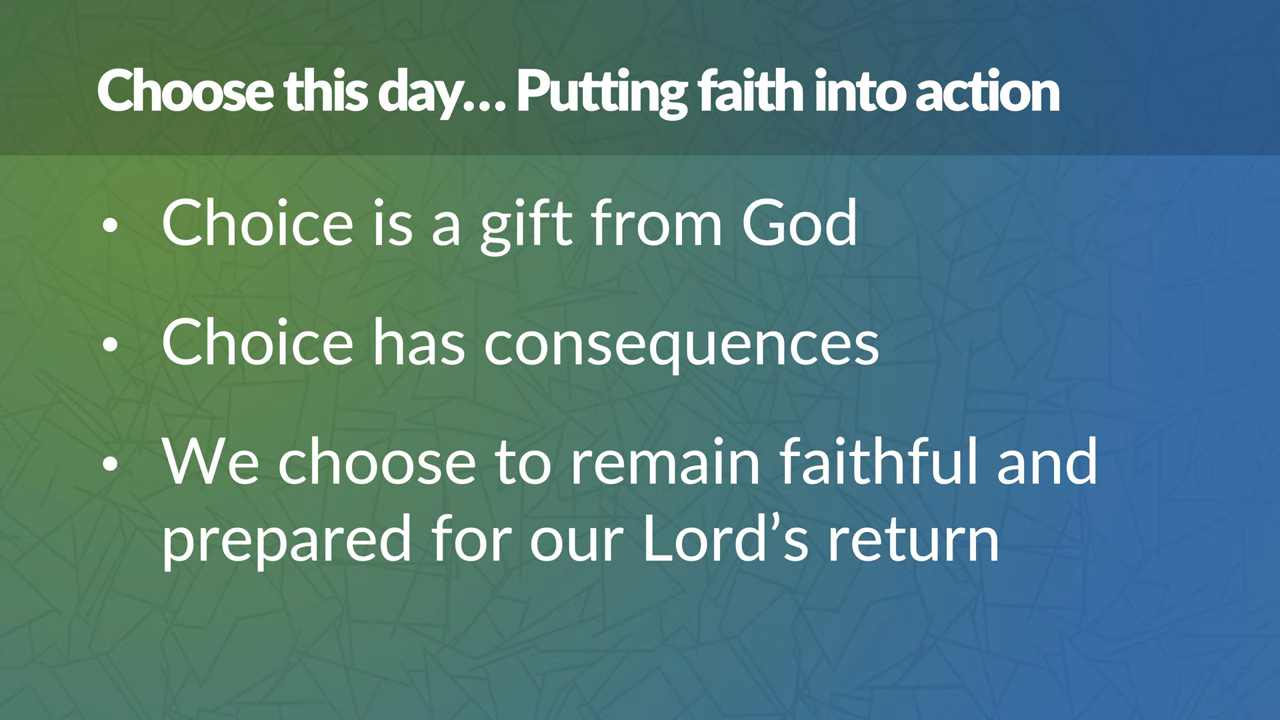 Choose this day… Putting faith into action
• Choice is a gift from God
• Choice has consequences
• We choose to remain faithful and
prepared for our Lord’s return